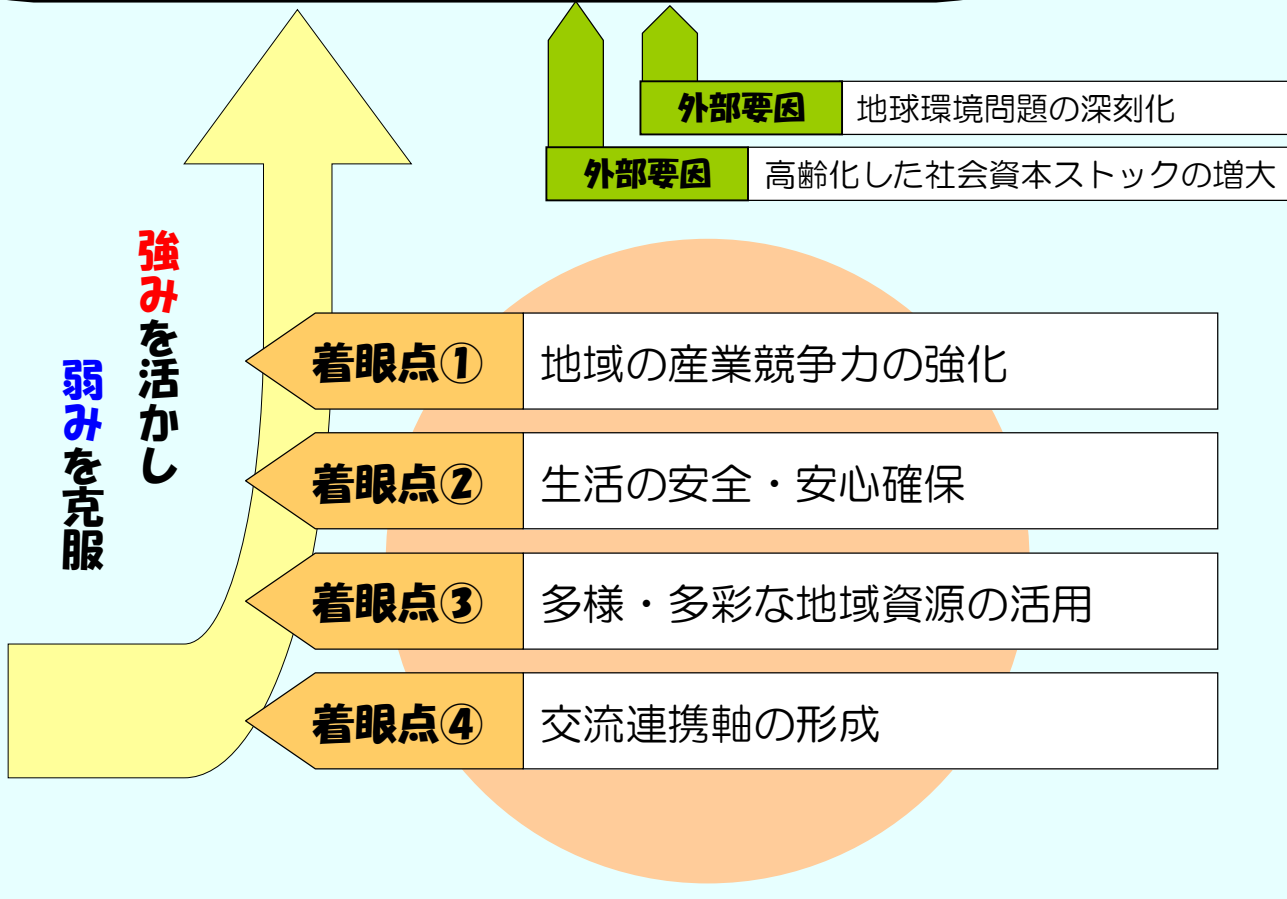 外部要因 地球環境問題の深刻化
外部要因 高齢化した社会資本ストックの増大
強みを活かし
弱みを克服
着眼点① 地域の産業競争力の強化
着眼点② 生活の安全・安心確保
着眼点③ 多様・多彩な地域資源の活用
着眼点④ 交流連携軸の形成